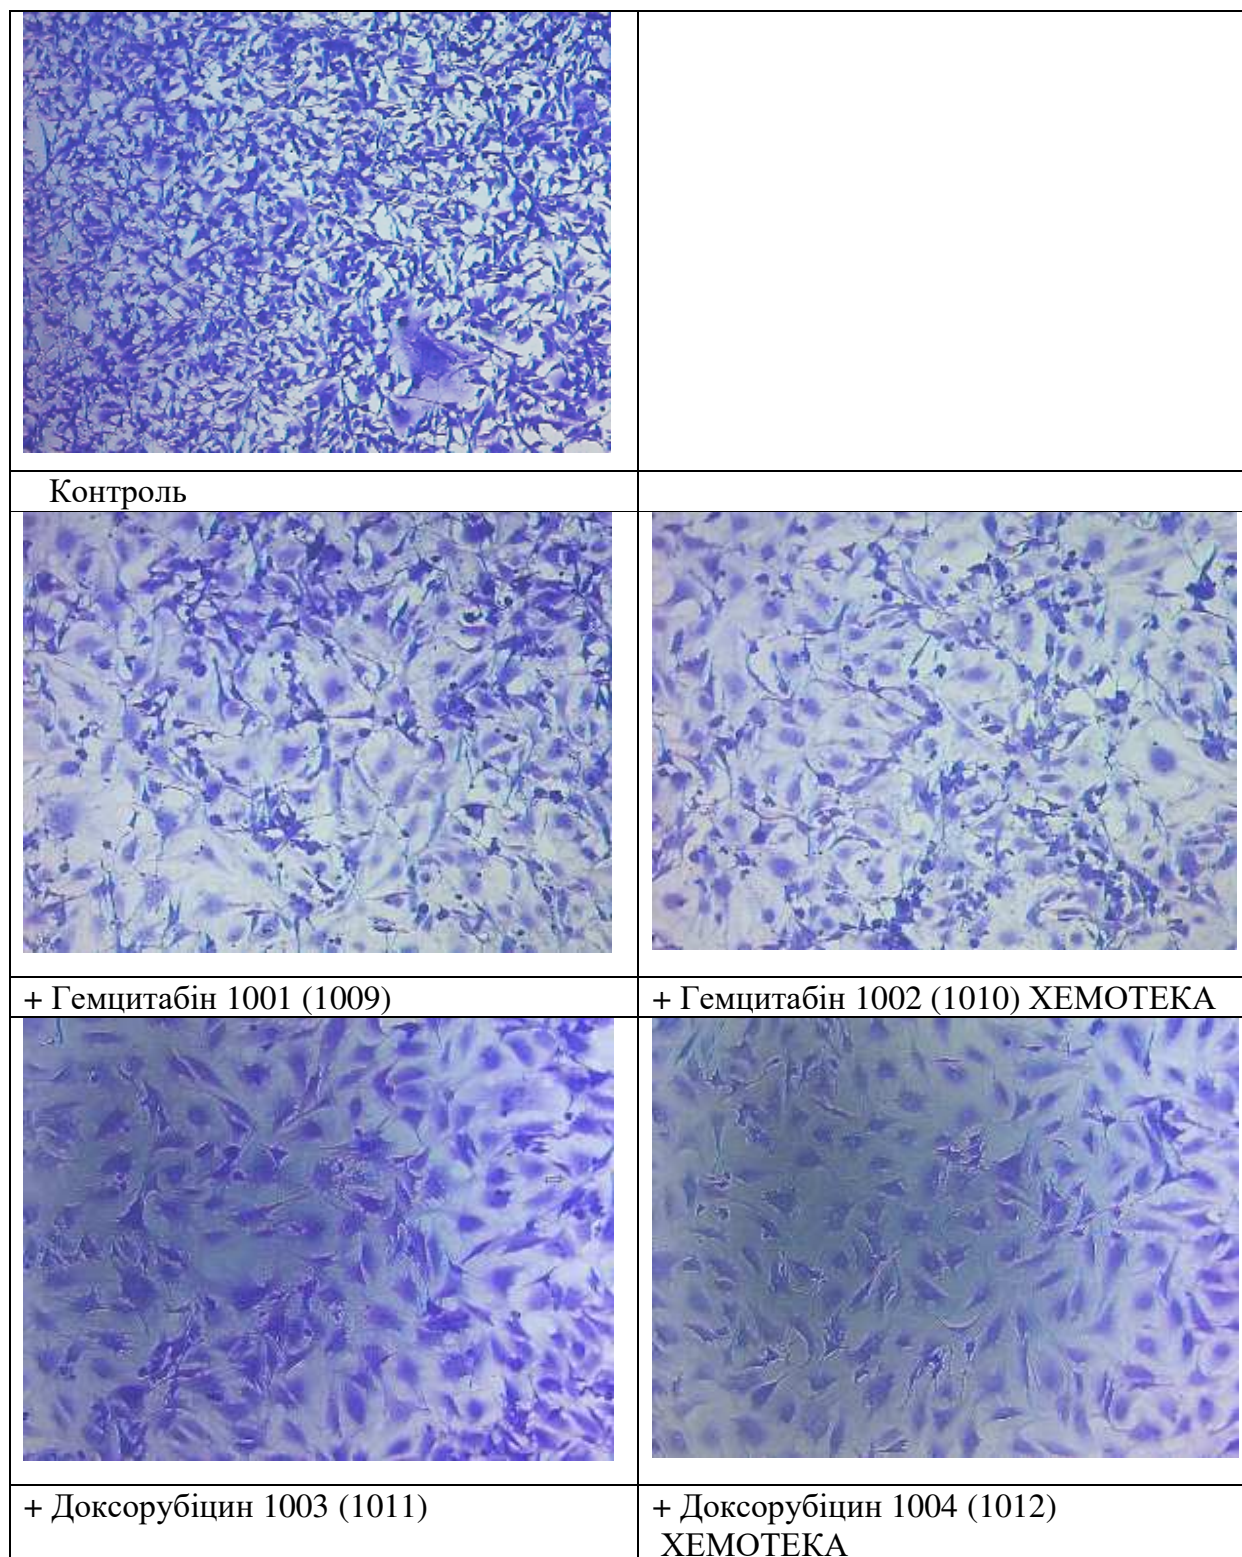 Контроль
+ Гемцитабін 1001 (1009)
+ Гемцитабін 1002 (1010) ХЕМОТЕКА
+ Доксорубіцин 1003 (1011)
+ Доксорубіцин 1004 (1012)
ХЕМОТЕКА